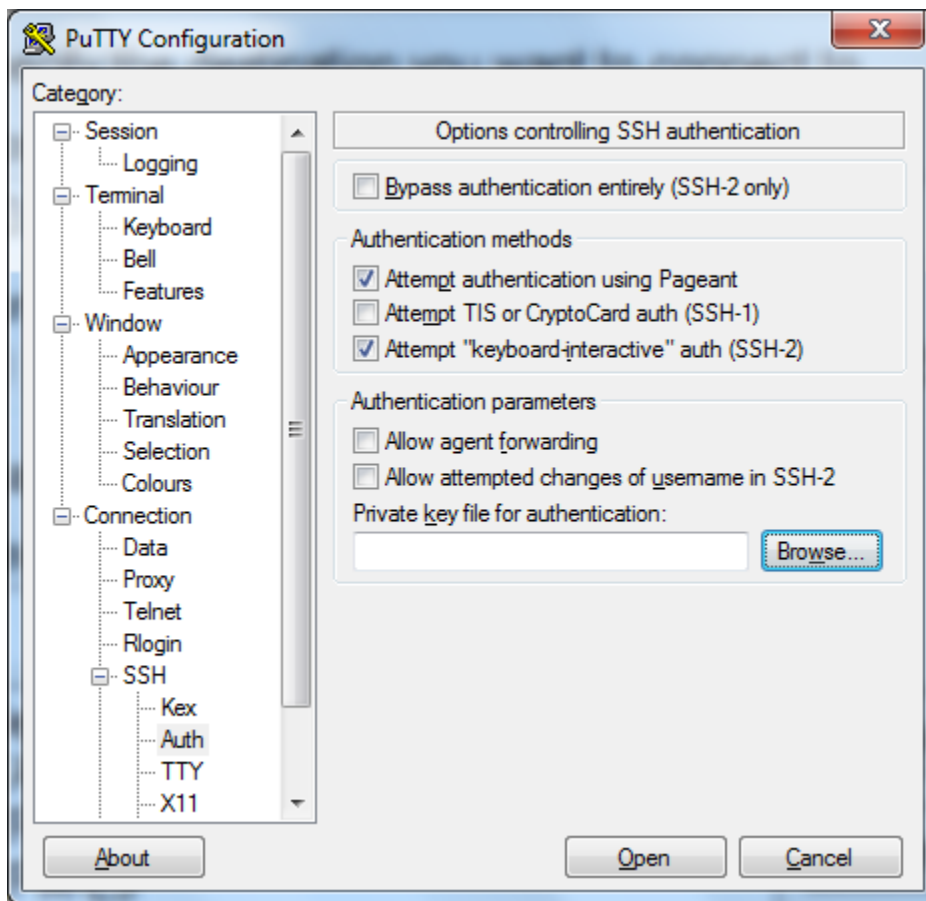 PuTTY Configuration
Category:
Session
Logging
Terminal
Keyboard
Bell
Features
Window
Appearance
Behaviour
Translation
Selection
Colours
Connection
Data
Proxy
Telnet
Rlogin
SSH
Kex
Auth
TTY
X11
Options controlling SSH authentication
Bypass authentication entirely (SSH-2 only)
Authentication methods
Attempt authentication using Pageant
Attempt TIS or CryptoCard auth (SSH-1)
Attempt "keyboard-interactive" auth (SSH-2)
Authentication parameters
Allow agent forwarding
Allow attempted changes of username in SSH-2
Private key file for authentication:
Browse...
About
Open
Cancel